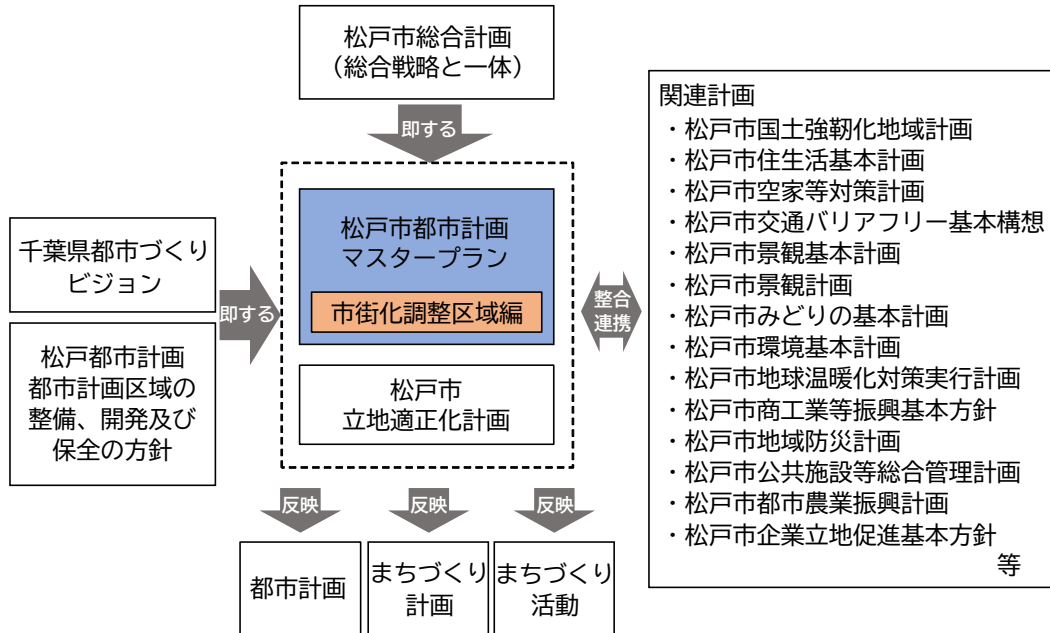 松戸市総合計画
（総合戦略と一体）
即する
千葉県都市づくり
ビジョン
松戸都市計画
都市計画区域の
整備、開発及び
保全の方針
即する
松戸市都市計画
マスタープラン
市街化調整区域編
松戸市
立地適正化計画
整合
連携
関連計画
・松戸市国土強靭化地域計画
・松戸市住生活基本計画
・松戸市空家等対策計画
・松戸市交通バリアフリー基本構想
・松戸市景観基本計画
・松戸市景観計画
・松戸市みどりの基本計画
・松戸市環境基本計画
・松戸市地球温暖化対策実行計画
・松戸市商工業等振興基本方針
・松戸市地域防災計画
・松戸市公共施設等総合管理計画
・松戸市都市農業振興計画
・松戸市企業立地促進基本方針
等
反映
反映
反映
都市計画
まちづくり
計画
まちづくり
活動